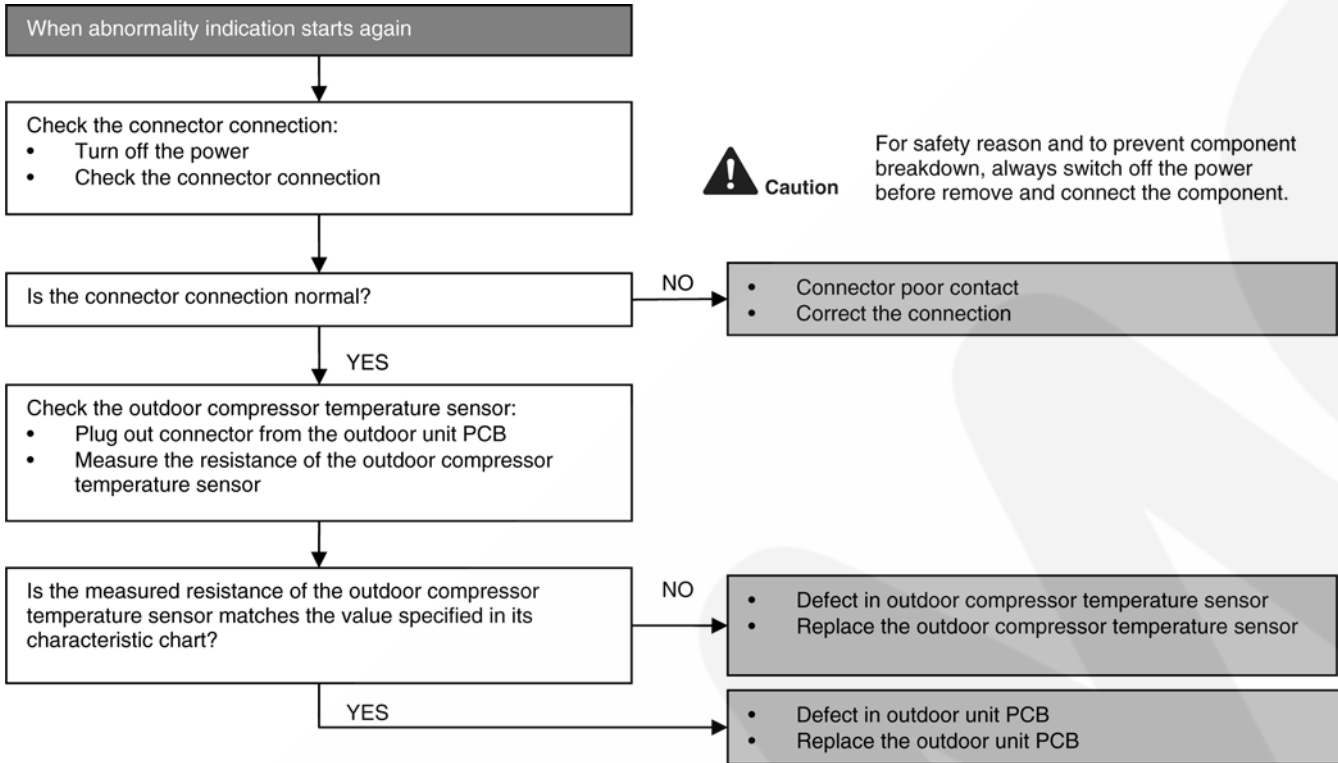 When abnormality indication starts again
Check the connector connection:
• Turn off the power
• Check the connector connection
Caution
For safety reason and to prevent component
breakdown, always switch off the power
before remove and connect the component.
Is the connector connection normal?
NO
• Connector poor contact
• Correct the connection
YES
Check the outdoor compressor temperature sensor:
• Plug out connector from the outdoor unit PCB
• Measure the resistance of the outdoor compressor
temperature sensor
Is the measured resistance of the outdoor compressor
temperature sensor matches the value specified in its
characteristic chart?
NO
• Defect in outdoor compressor temperature sensor
• Replace the outdoor compressor temperature sensor
YES
• Defect in outdoor unit PCB
• Replace the outdoor unit PCB